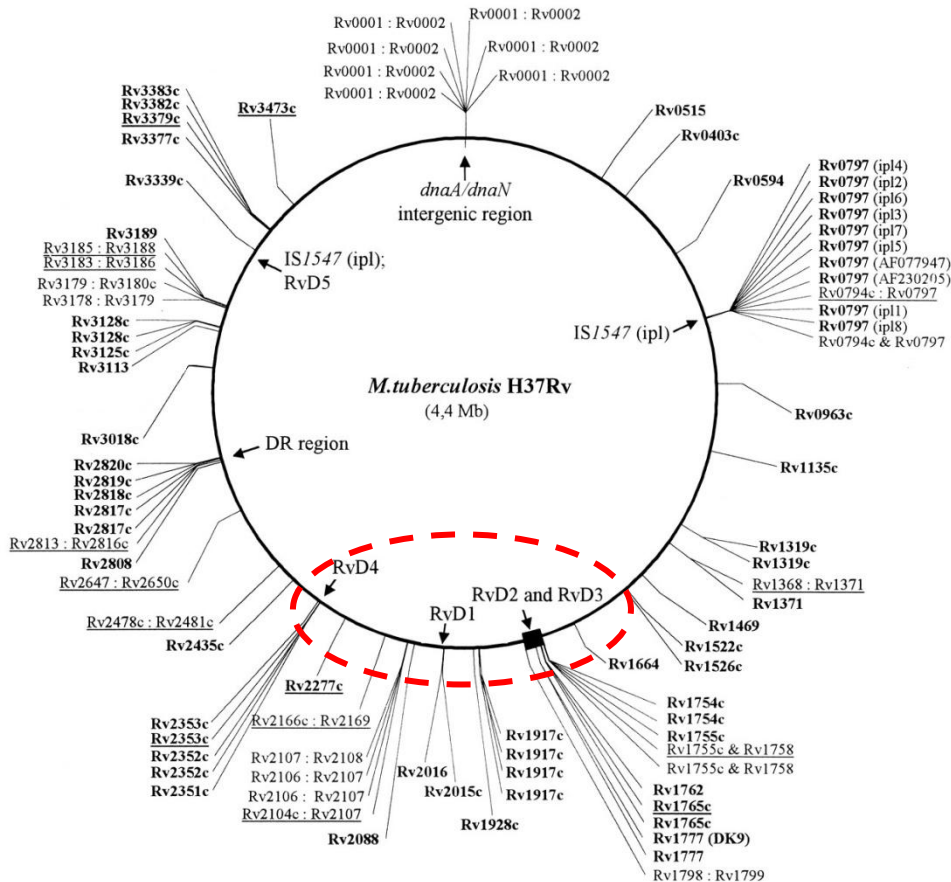 Rv0001 : Rv0002
Rv0001 : Rv0002
Rv0001 : Rv0002
Rv0001 : Rv0002
Rv0001 : Rv0002
Rv0001 : Rv0002
Rv0001 : Rv0002
Rv3383c
Rv3382c
Rv3379c
Rv3377c
Rv3473c
Rv3339c
Rv3189
Rv3185 : Rv3188
Rv3183 : Rv3186
Rv3179 : Rv3180c
Rv3178 : Rv3179
Rv3128c
Rv3128c
Rv3125c
Rv3113
Rv3018c
Rv2820c
Rv2819c
Rv2818c
Rv2817c
Rv2817c
Rv2813 : Rv2816c
Rv2808
Rv2647 : Rv2650c
Rv2478c : Rv2481c
Rv2435c
Rv2353c
Rv2353c
Rv2352c
Rv2352c
Rv2351c
Rv2277c
Rv2166c : Rv2169
Rv2107 : Rv2108
Rv2106 : Rv2107
Rv2106 : Rv2107
Rv2104c : Rv2107
Rv2088
Rv2016
Rv2015c
Rv1928c
Rv1917c
Rv1917c
Rv1917c
Rv1917c
dnaA/dnaN
intergenic region
IS1547 (ipl);
RvD5
IS1547 (ipl)
M.tuberculosis H37Rv
(4,4 Mb)
DR region
RvD4
RvD1
RvD2 and RvD3
Rv0515
Rv0403c
Rv0594
Rv0797 (ipl4)
Rv0797 (ipl2)
Rv0797 (ipl6)
Rv0797 (ipl3)
Rv0797 (ipl7)
Rv0797 (ipl5)
Rv0797 (AF077947)
Rv0797 (AF230205)
Rv0794c : Rv0797
Rv0797 (ipl1)
Rv0797 (ipl8)
Rv0794c & Rv0797
Rv0963c
Rv1135c
Rv1319c
Rv1319c
Rv1368 : Rv1371
Rv1371
Rv1469
Rv1522c
Rv1526c
Rv1664
Rv1754c
Rv1754c
Rv1755c
Rv1755c & Rv1758
Rv1755c & Rv1758
Rv1762
Rv1765c
Rv1765c
Rv1777 (DK9)
Rv1777
Rv1798 : Rv1799